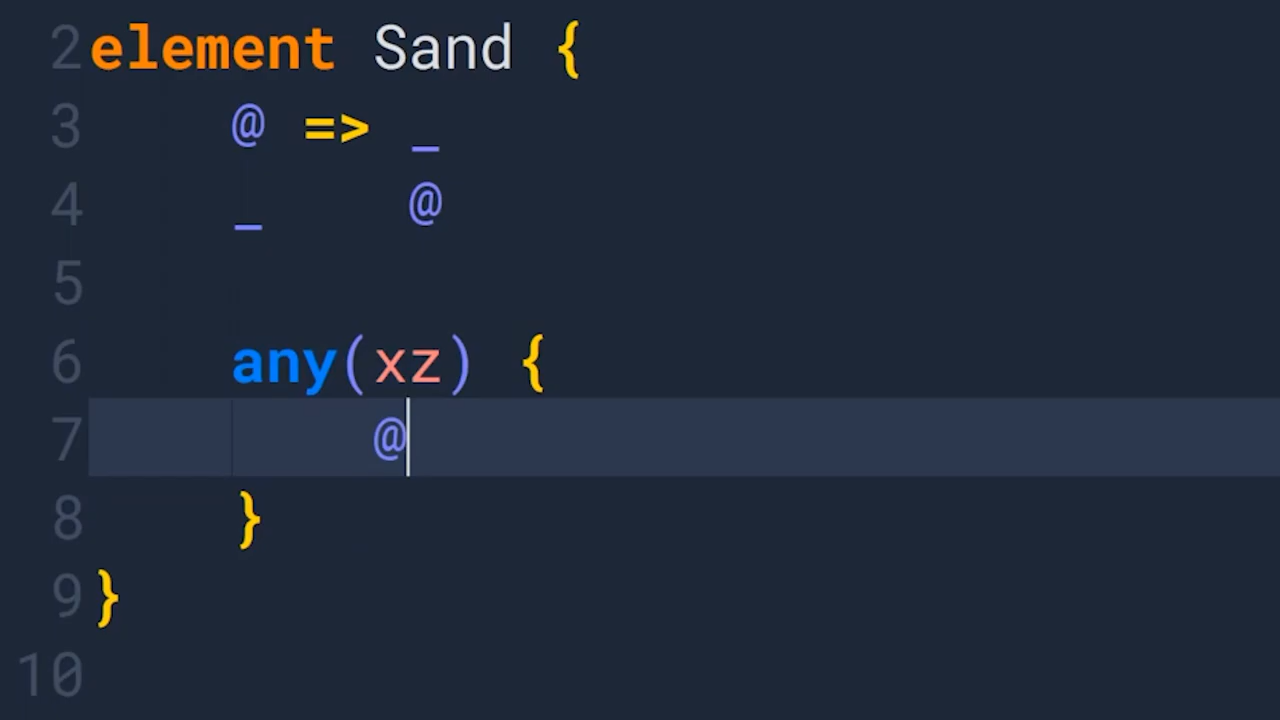 2 element Sand {
3 @ => _
4 _ @
5
6 any(xz) {
7 @
8 }
9 }
10